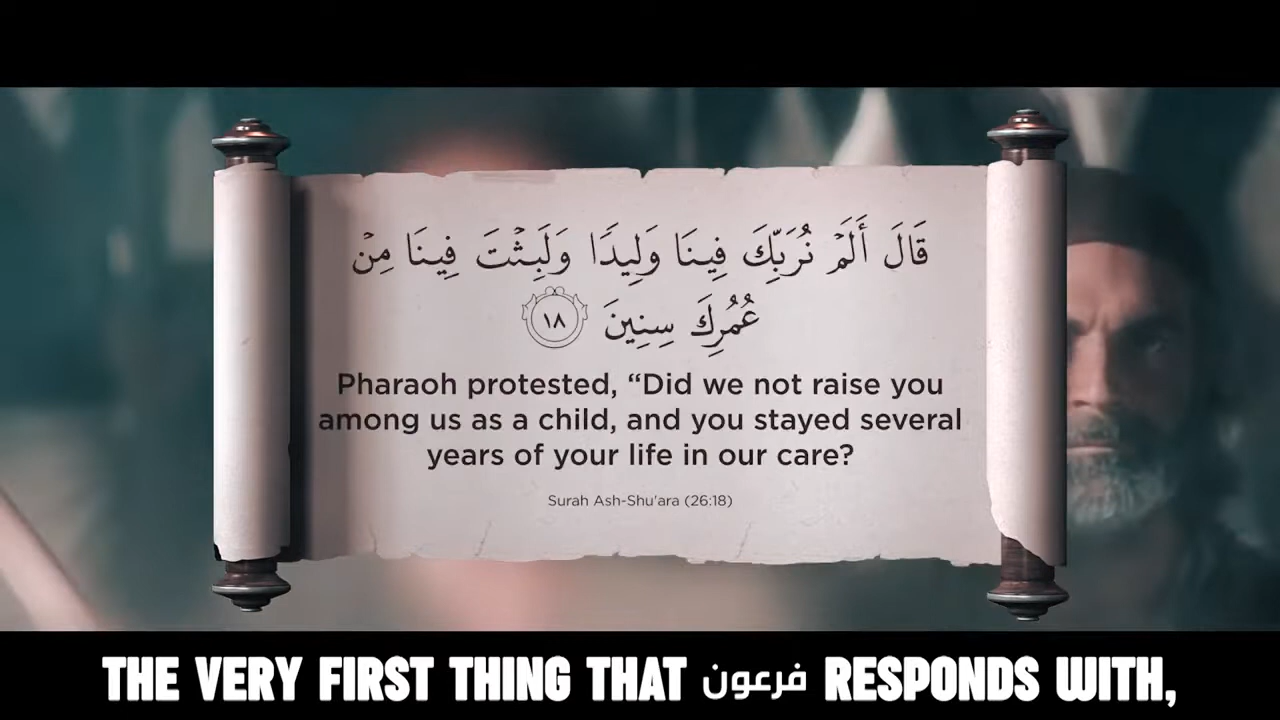 قَالَ أَلَمْ نُرَبِّكَ فِينَا وَلِيدًا وَلَبِثْتَ فِينَا مِنْ
عُمُرِكَ سِنِينَ ١٨
Pharaoh protested, “Did we not raise you
among us as a child, and you stayed several
years of your life in our care?
Surah Ash-Shu'ara (26:18)
THE VERY FIRST THING THAT فرعون RESPONDS WITH,